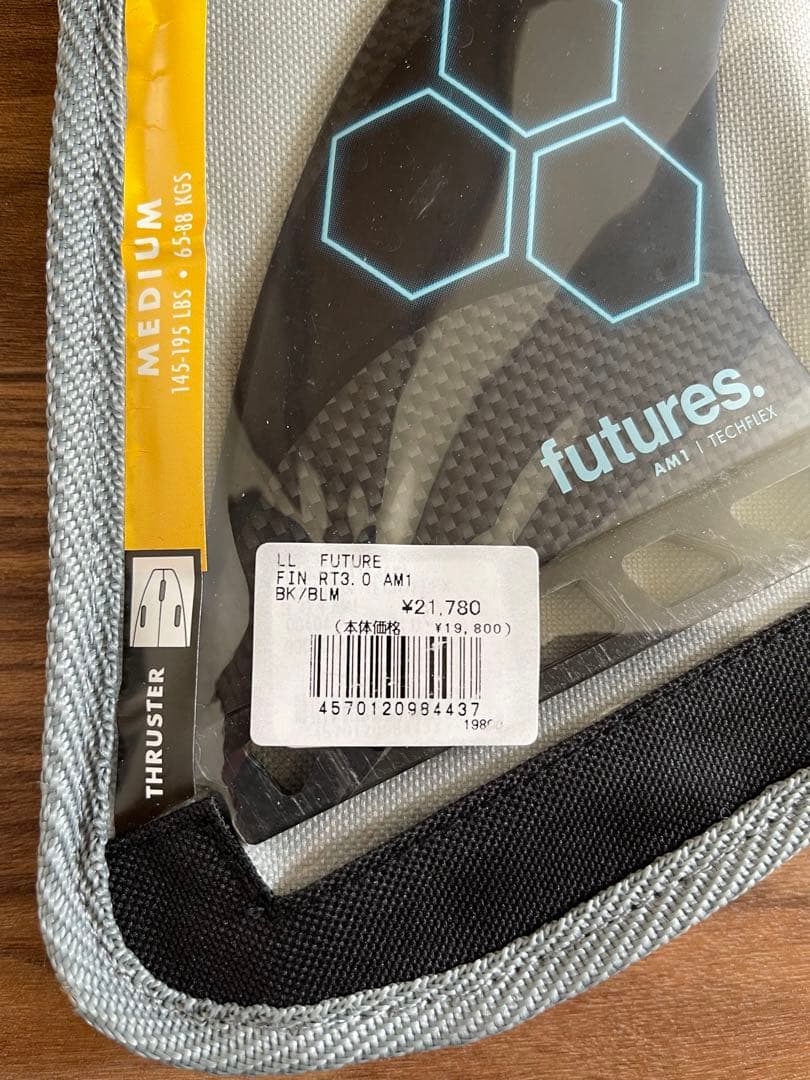 MEDIUM
145-195 LBS • 65-88 KGS
futures.
AM1 | TECHFLEX
LL FUTURE
FIN RT3.0 AM1
BK/BLM
¥21,780
(本体価格 ¥19,800)
4570120984437
THRUSTER